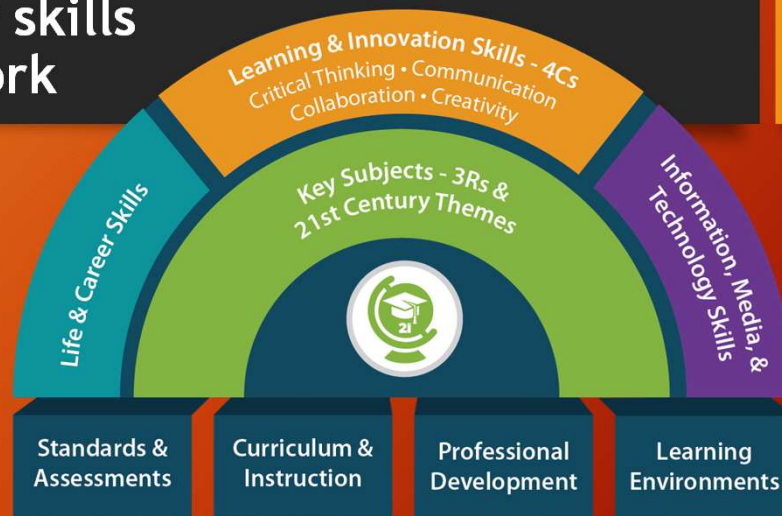 skills
ork
Learning & Innovation Skills - 4Cs
Critical Thinking • Communication
Collaboration • Creativity
Life & Career Skills
Key Subjects - 3Rs &
21st Century Themes
Information, Media, &
Technology Skills
21
Standards &
Assessments
Curriculum &
Instruction
Professional
Development
Learning
Environments